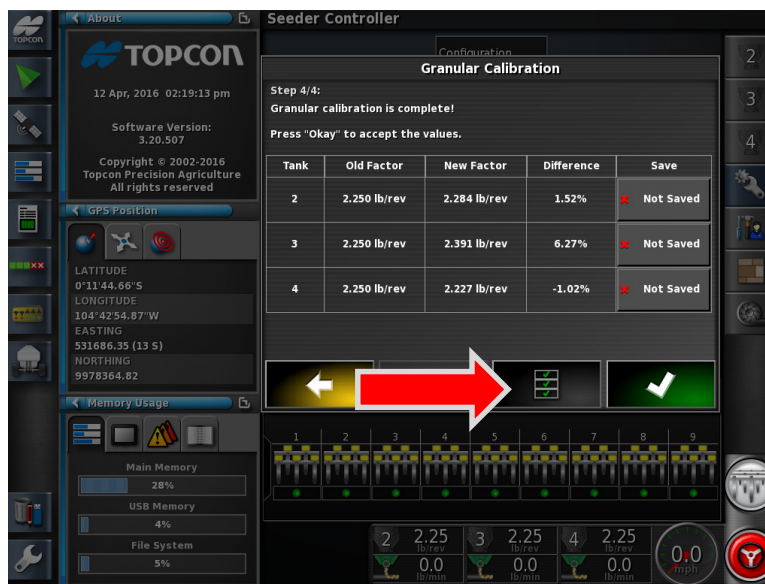 TOPCON
About
TOPCON
12 Apr, 2016 02:19:13 pm
Software Version:
3.20.507
Copyright © 2002-2016
Topcon Precision Agriculture
All rights reserved
GPS Position
LATITUDE
0°11'44.66"S
LONGITUDE
104°42'54.87"W
EASTING
531686.35 (13 S)
NORTHING
9978364.82
Memory Usage
Main Memory
28%
USB Memory
4%
File System
5%
Seeder Controller
Configuration
Granular Calibration
Step 4/4:
Granular calibration is complete!
Press "Okay" to accept the values.
Tank Old Factor New Factor Difference Save
2 2.250 lb/rev 2.284 lb/rev 1.52% Not Saved
3 2.250 lb/rev 2.391 lb/rev 6.27% Not Saved
4 2.250 lb/rev 2.227 lb/rev -1.02% Not Saved
1 2 3 4 5 6 7 8 9
2 2.25 lb/rev 0.0 lb/min
3 2.25 lb/rev 0.0 lb/min
4 2.25 lb/rev 0.0 lb/min
0.0
mph
2
3
4